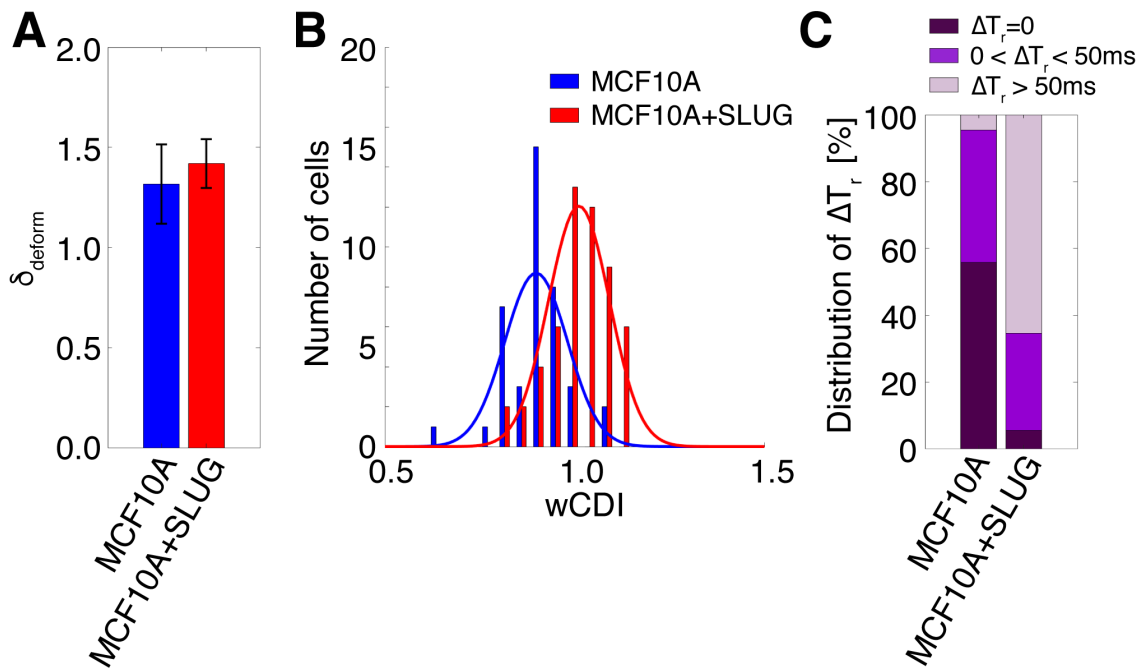 A
2.0
1.5
1.0
0.5
0.0
δdeform
MCF10A
MCF10A+SLUG
B
20
15
10
5
0
Number of cells
MCF10A
MCF10A+SLUG
0.5
1.0
1.5
wCDI
C
ΔTr=0
0 < ΔTr < 50ms
ΔTr > 50ms
100
80
60
40
20
0
Distribution of ΔTr [%]
MCF10A
MCF10A+SLUG